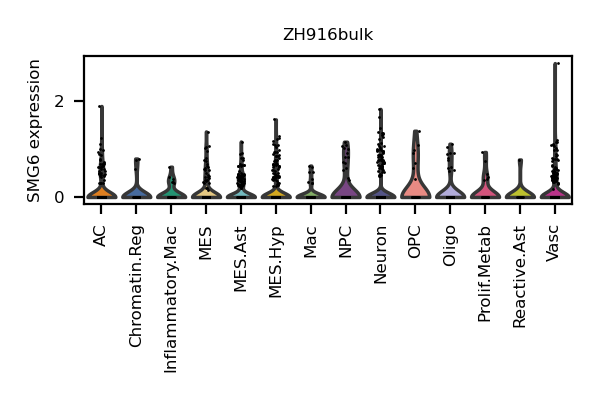 ZH916bulk
SMG6 expression
2
0
AC
Chromatin.Reg
Inflammatory.Mac
MES
MES.Ast
MES.Hyp
Mac
NPC
Neuron
OPC
Oligo
Prolif.Metab
Reactive.Ast
Vasc